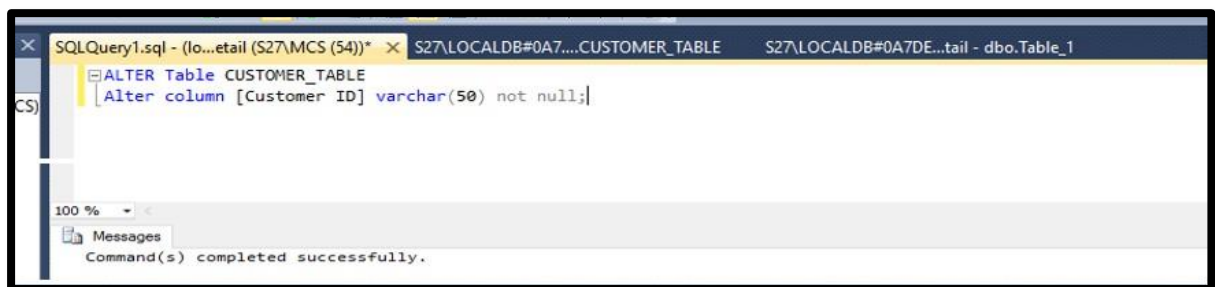 SQLQuery1.sql - (lo...etail (S27\MCS (54))* × S27\LOCALDB#0A7....CUSTOMER_TABLE S27\LOCALDB#0A7DE...tail - dbo.Table_1
ALTER Table CUSTOMER_TABLE
Alter column [Customer ID] varchar(50) not null;
CS)
100 %
Messages
Command(s) completed successfully.